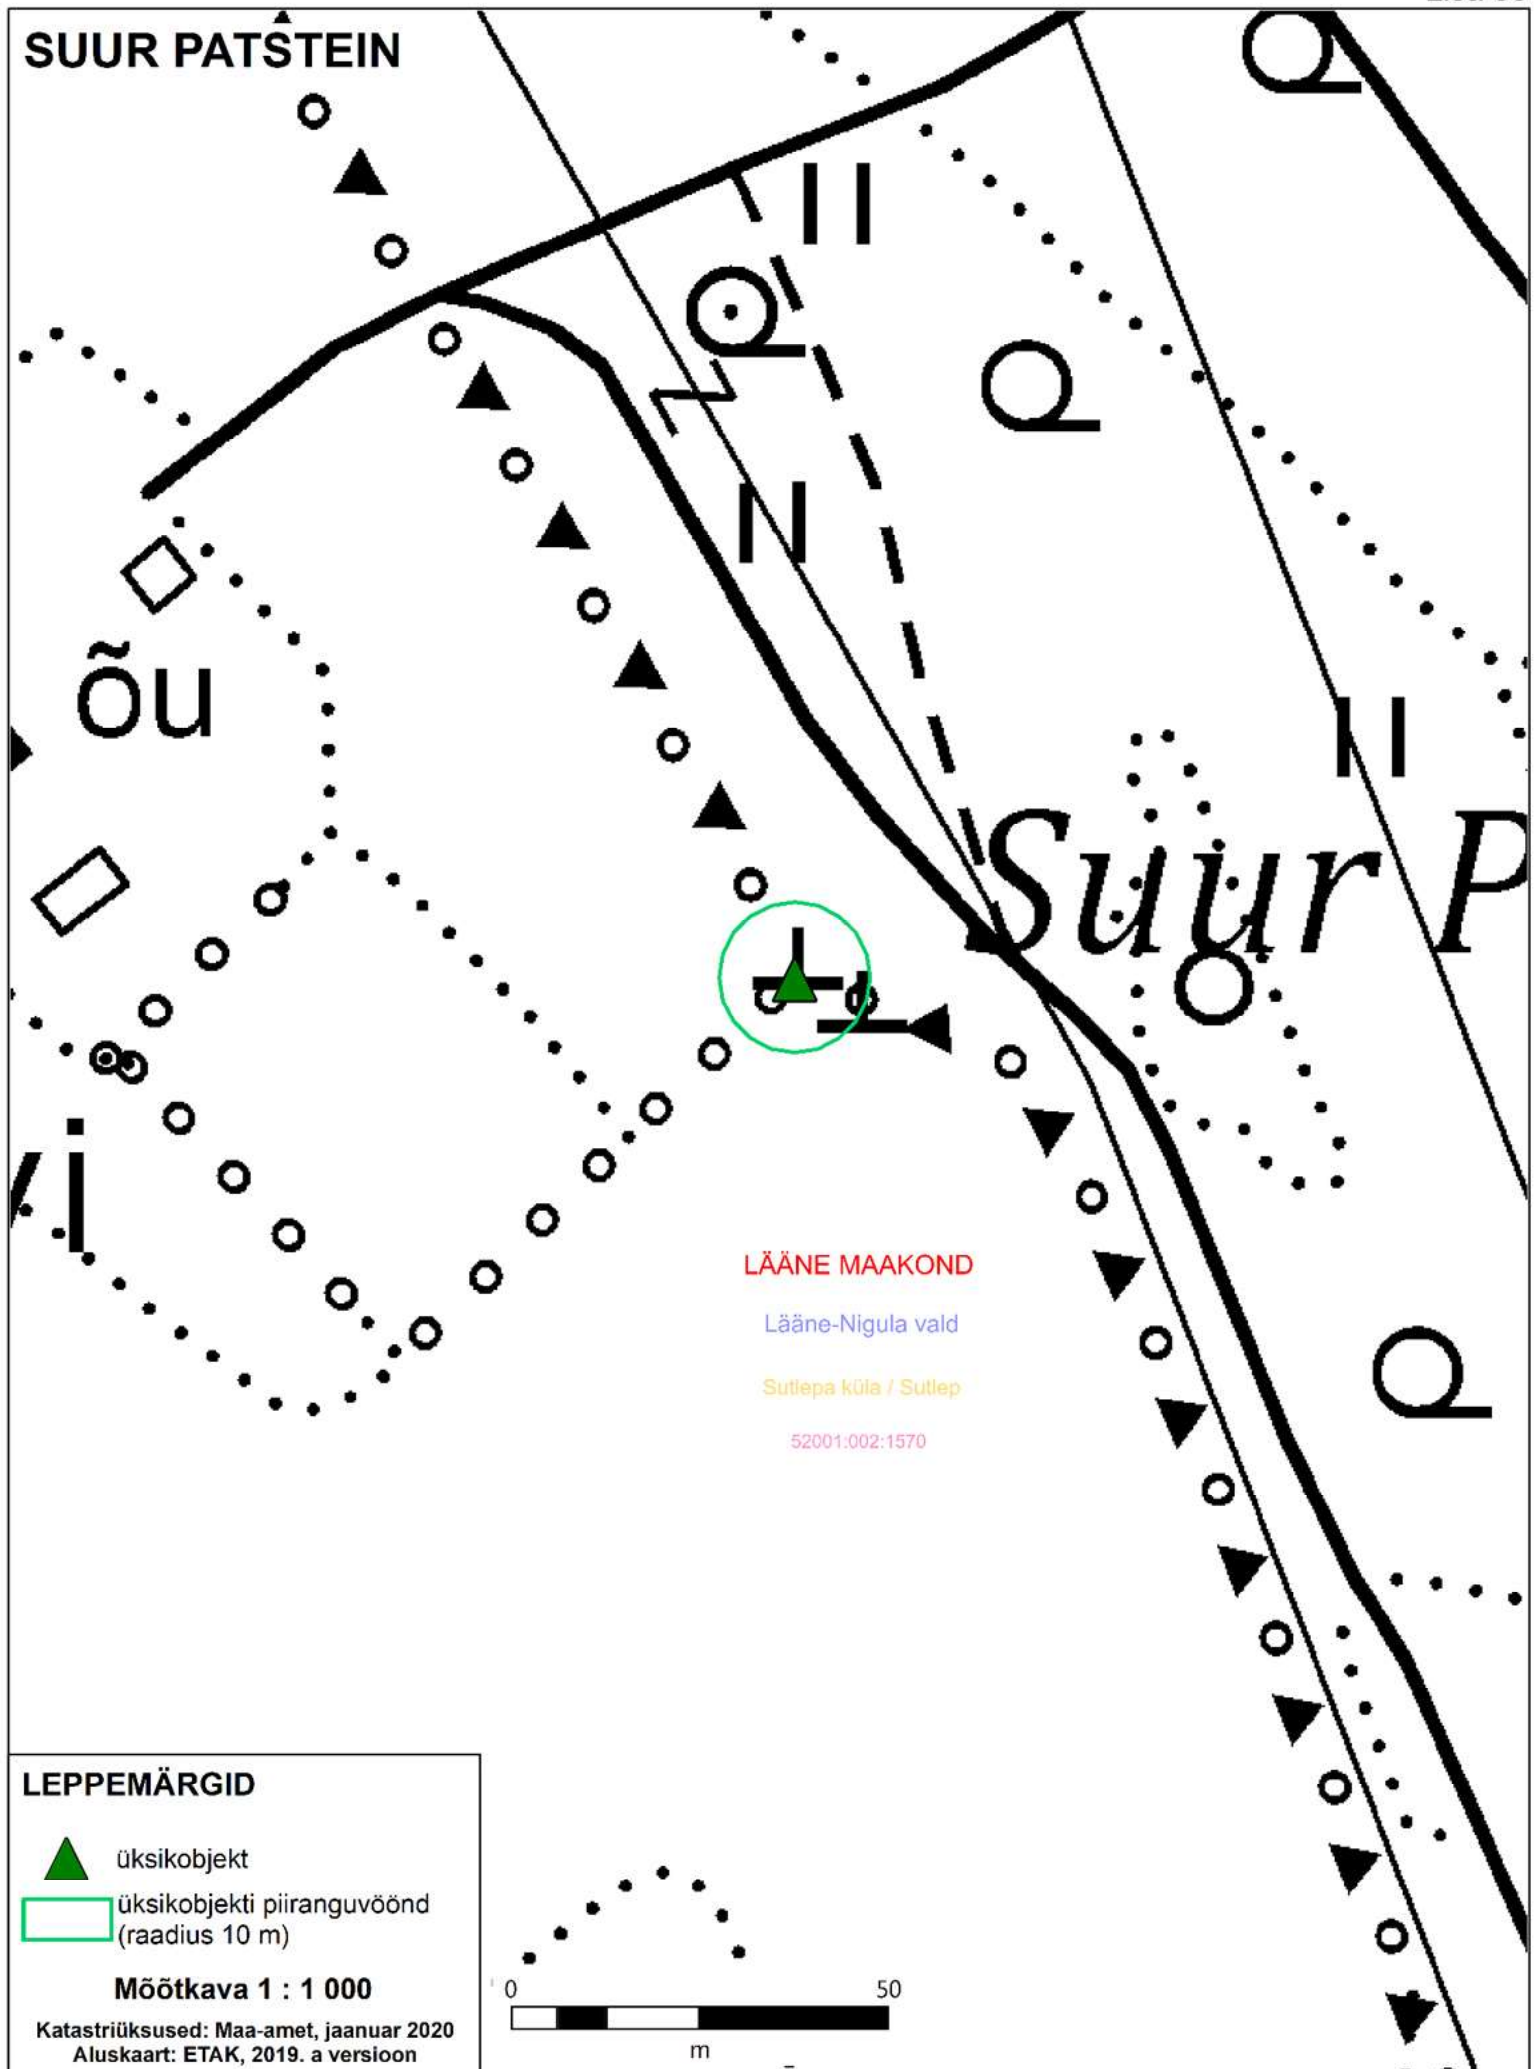 SUUR PATSTEIN
õu
Suur P
LÄÄNE MAAKOND
Lääne-Nigula vald
Sutlepa küla / Sutlep
52001:002:1570
LEPPEMÄRGID
üksikobjekt
üksikobjekti piiranguvöönd
(raadius 10 m)
Mõõtkava 1 : 1 000
Katastriüksused: Maa-amet, jaanuar 2020
Aluskaart: ETAK, 2019. a versioon
0 50
m